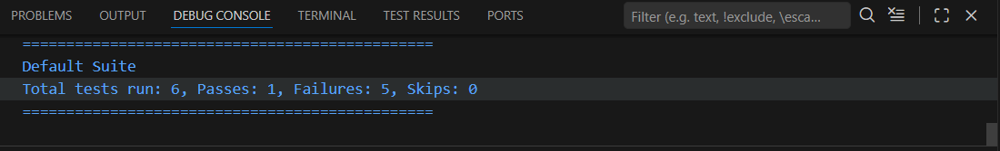 PROBLEMS OUTPUT DEBUG CONSOLE TERMINAL TEST RESULTS PORTS Filter (e.g. text, !exclude, \esca...
===============================================
Default Suite
Total tests run: 6, Passes: 1, Failures: 5, Skips: 0
===============================================